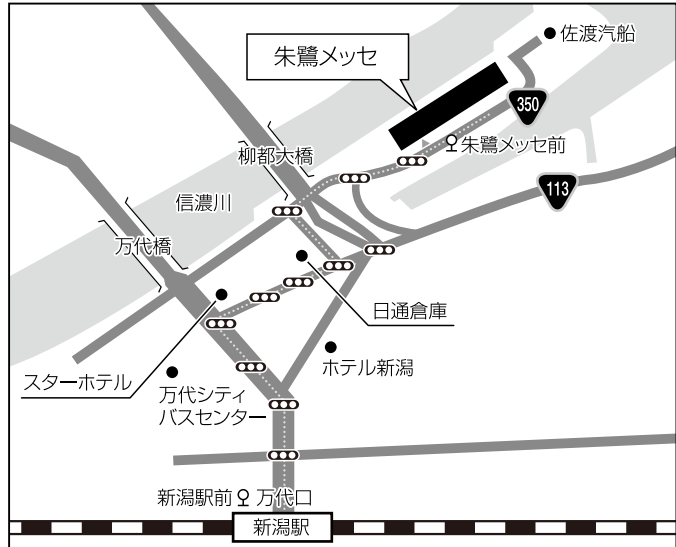 佐渡汽船
朱鷺メッセ
350
朱鷺メッセ前
柳都大橋
113
信濃川
万代橋
日通倉庫
ホテル新潟
スターホテル
万代シティ
バスセンター
新潟駅前 万代口
新潟駅